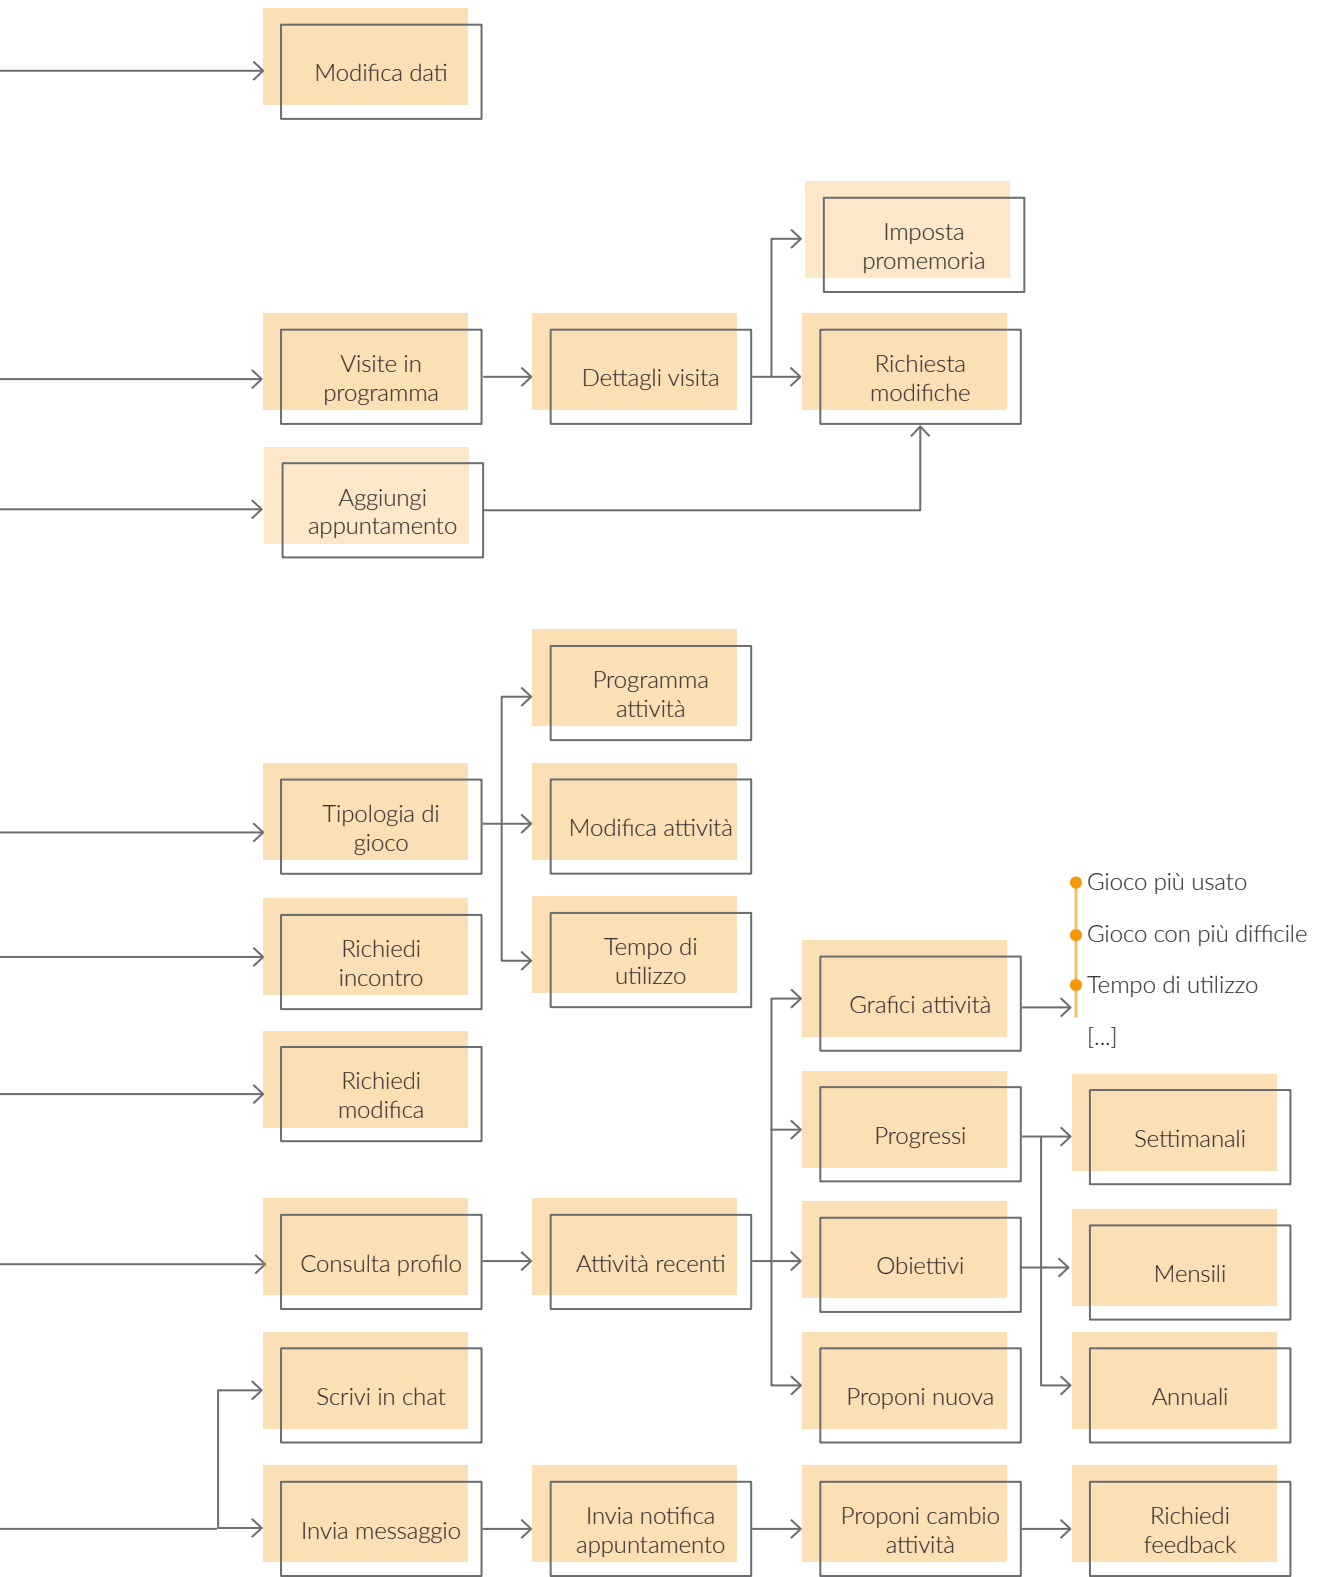 Modifica dati
Imposta
promemoria
Visite in
programma
Dettagli visita
Richiesta
modifiche
Aggiungi
appuntamento
Programma
attività
Tipologia di
gioco
Modifica attività
Tempo di
utilizzo
Richiedi
incontro
Richiedi
modifica
Gioco più usato
Gioco con più difficile
Tempo di utilizzo
[...]
Grafici attività
Progressi
Settimanali
Consulta profilo
Attività recenti
Obiettivi
Mensili
Scrivi in chat
Proponi nuova
Annuali
Invia messaggio
Invia notifica
appuntamento
Proponi cambio
attività
Richiedi
feedback